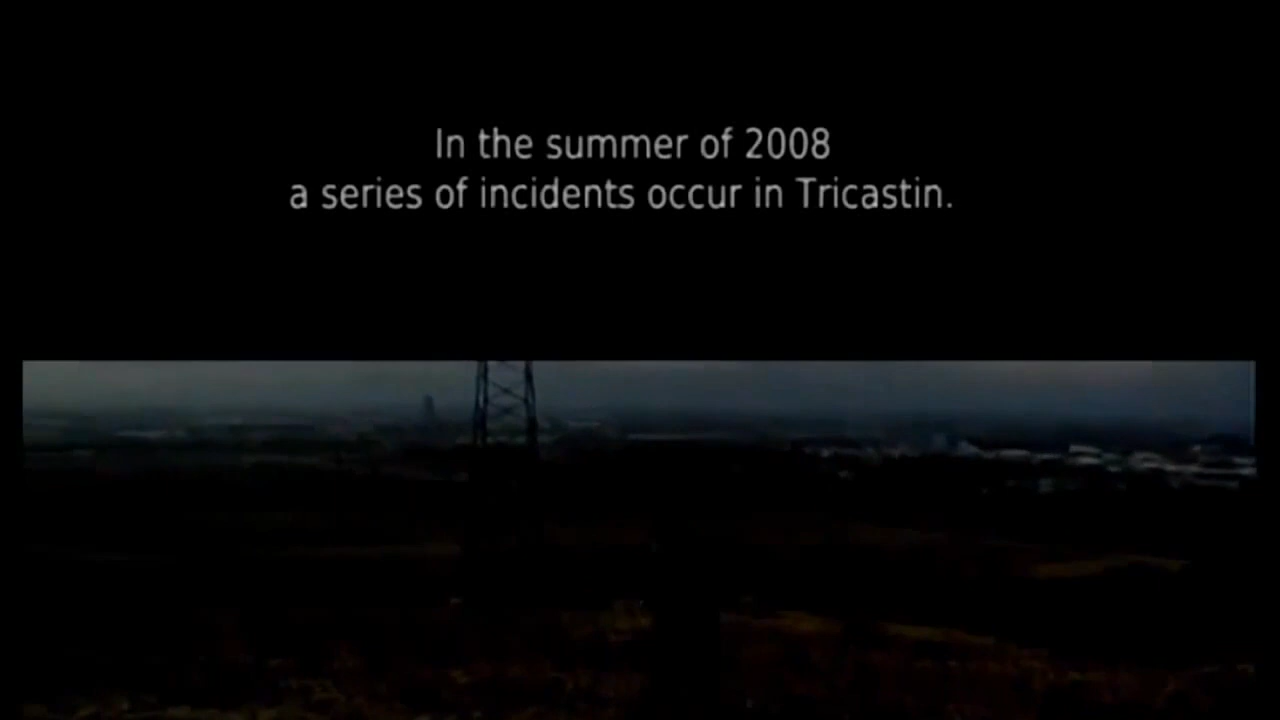 In the summer of 2008
a series of incidents occur in Tricastin.